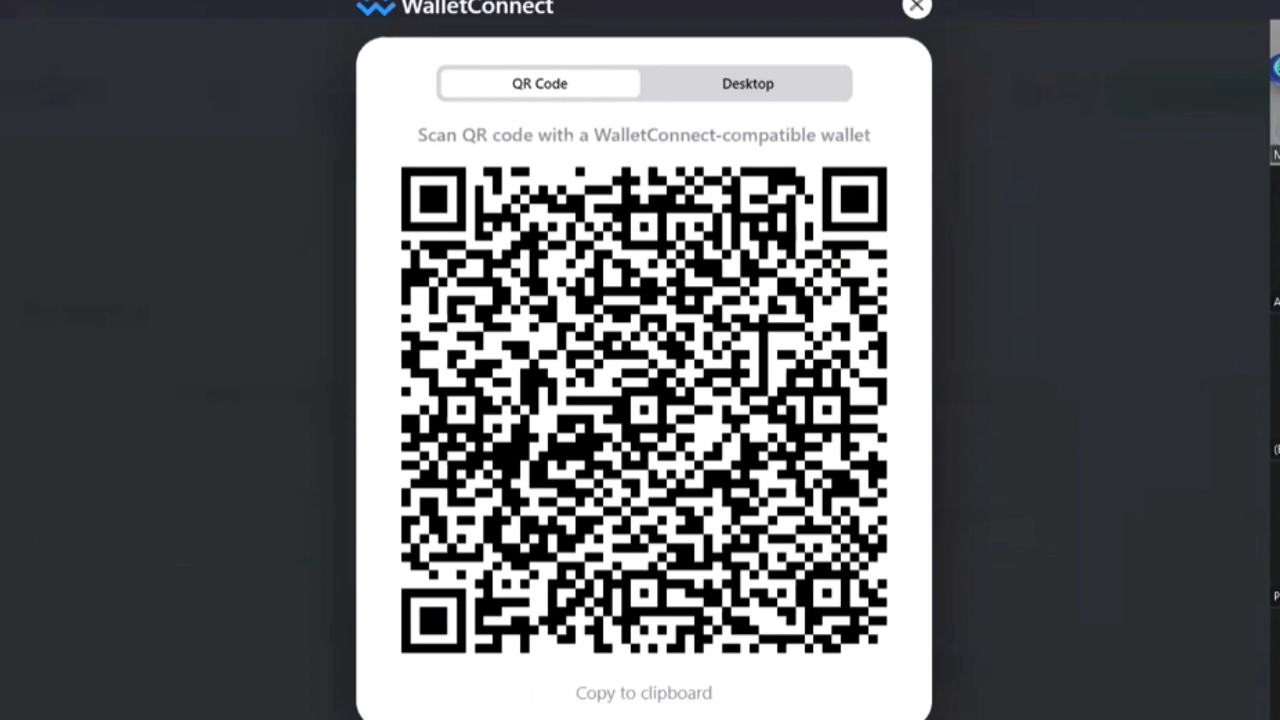 WalletConnect
QR Code
Desktop
Scan QR code with a WalletConnect-compatible wallet
Copy to clipboard